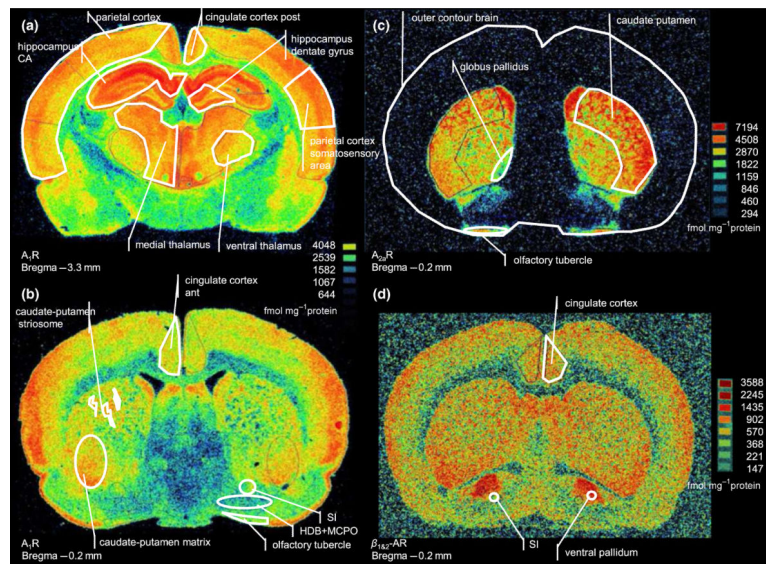 (a)
parietal cortex
cingulate cortex post
hippocampus
CA
hippocampus
dentate gyrus
parietal cortex
somatosensory
area
medial thalamus
ventral thalamus
A1R
Bregma –3.3 mm
4048
2539
1582
1067
644
fmol mg–1protein
(b)
cingulate cortex
ant
caudate-putamen
striosome
SI
HDB+MCPO
olfactory tubercle
caudate-putamen matrix
A1R
Bregma –0.2 mm
(c)
outer contour brain
caudate putamen
globus pallidus
7194
4508
2870
1822
1159
846
460
294
fmol mg–1protein
A2aR
Bregma –0.2 mm
olfactory tubercle
(d)
cingulate cortex
3588
2245
1435
902
570
368
221
147
fmol mg–1protein
SI
ventral pallidum
β1&2-AR
Bregma –0.2 mm